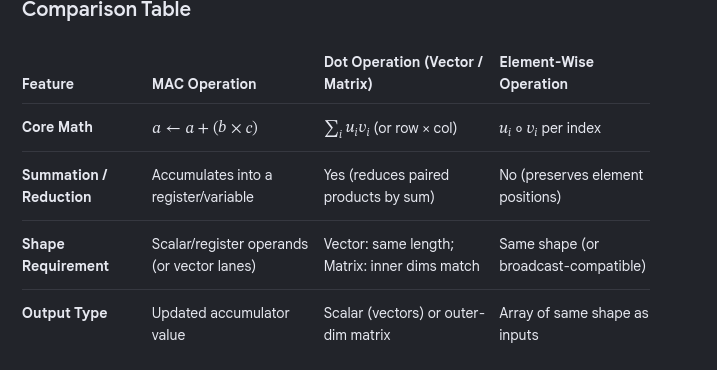 Comparison Table
Feature
MAC Operation
Dot Operation (Vector /
Matrix)
Element-Wise
Operation
Core Math
a ← a + (b × c)
∑ᵢ uᵢvᵢ (or row × col)
uᵢ ∘ vᵢ per index
Summation /
Reduction
Accumulates into a
register/variable
Yes (reduces paired
products by sum)
No (preserves element
positions)
Shape
Requirement
Scalar/register operands
(or vector lanes)
Vector: same length;
Matrix: inner dims match
Same shape (or
broadcast-compatible)
Output Type
Updated accumulator
value
Scalar (vectors) or outer-
dim matrix
Array of same shape as
inputs